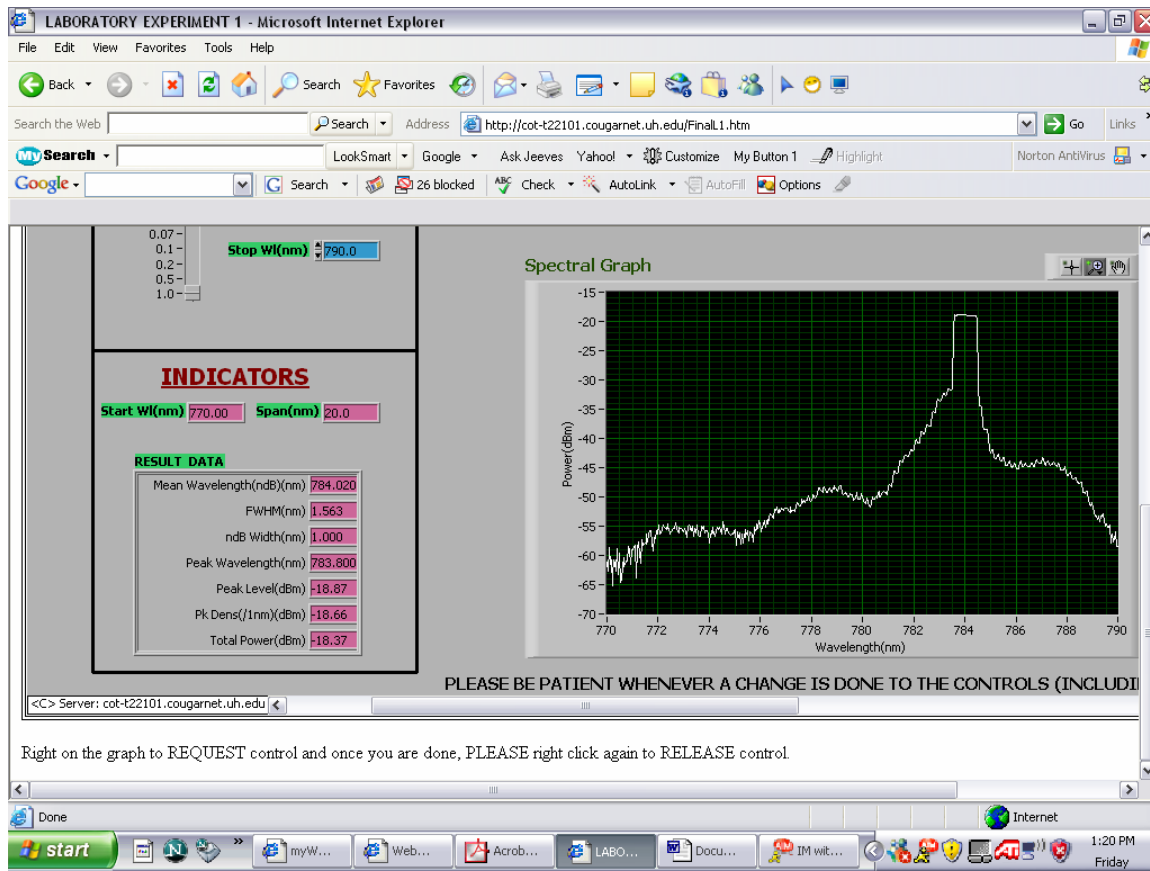 LABORATORY EXPERIMENT 1 - Microsoft Internet Explorer
File Edit View Favorites Tools Help
Back Search Favorites
Search the Web Search Address http://cot-t22101.cougarnet.uh.edu/FinalL1.htm Go Links
My Search LookSmart Google Ask Jeeves Yahoo! Customize My Button 1 Highlight Norton AntiVirus
Google G Search 26 blocked ABC Check AutoLink AutoFill Options
0.07
0.1
0.2
0.5
1.0
Stop Wl(nm) 790.0
INDICATORS
Start Wl(nm) 770.00 Span(nm) 20.0
RESULT DATA
Mean Wavelength(ndB)(nm) 784.020
FWHM(nm) 1.563
ndB Width(nm) 1.000
Peak Wavelength(nm) 783.800
Peak Level(dBm) -18.87
Pk Dens(/1nm)(dBm) -18.66
Total Power(dBm) -18.37
Spectral Graph
-15
-20
-25
-30
-35
-40
-45
-50
-55
-60
-65
-70
Power(dBm)
770 772 774 776 778 780 782 784 786 788 790
Wavelength(nm)
PLEASE BE PATIENT WHENEVER A CHANGE IS DONE TO THE CONTROLS (INCLUDI
<C> Server: cot-t22101.cougarnet.uh.edu
Right on the graph to REQUEST control and once you are done, PLEASE right click again to RELEASE control.
Done Internet
start N » myW... Web... Acrob... LABO... Docu... IM wit... 1:20 PM
Friday